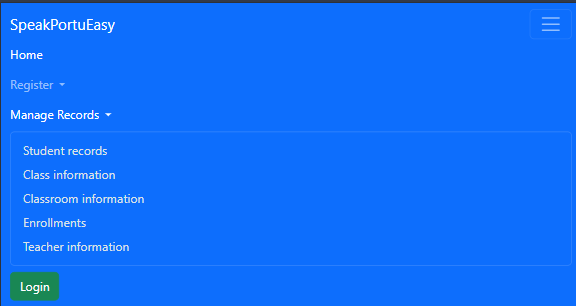 SpeakPortuEasy
Home
Register
Manage Records
Student records
Class information
Classroom information
Enrollments
Teacher information
Login